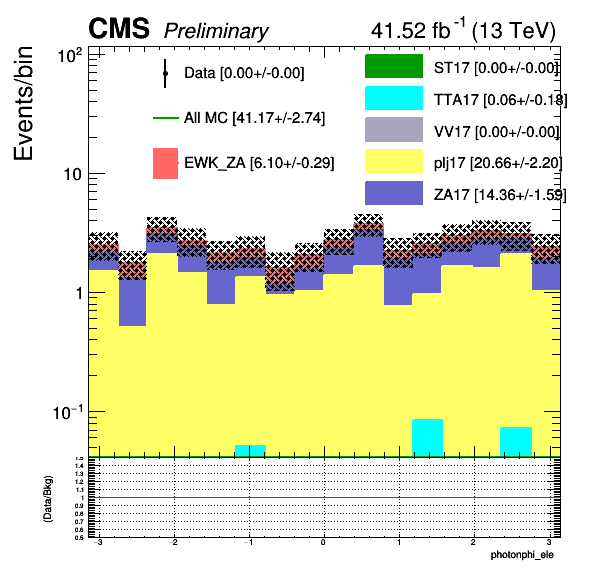 CMS Preliminary 41.52 fb⁻¹ (13 TeV)
Events/bin
10²
10
1
10⁻¹
Data [0.00+/-0.00]
All MC [41.17+/-2.74]
EWK_ZA [6.10+/-0.29]
ST17 [0.00+/-0.00]
TTA17 [0.06+/-0.18]
VV17 [0.00+/-0.00]
plj17 [20.66+/-2.20]
ZA17 [14.36+/-1.59]
(Data/Bkg)
1.5
1.4
1.3
1.2
1.1
1
0.9
0.8
0.7
0.6
0.5
−3 −2 −1 0 1 2 3
photonphi_ele